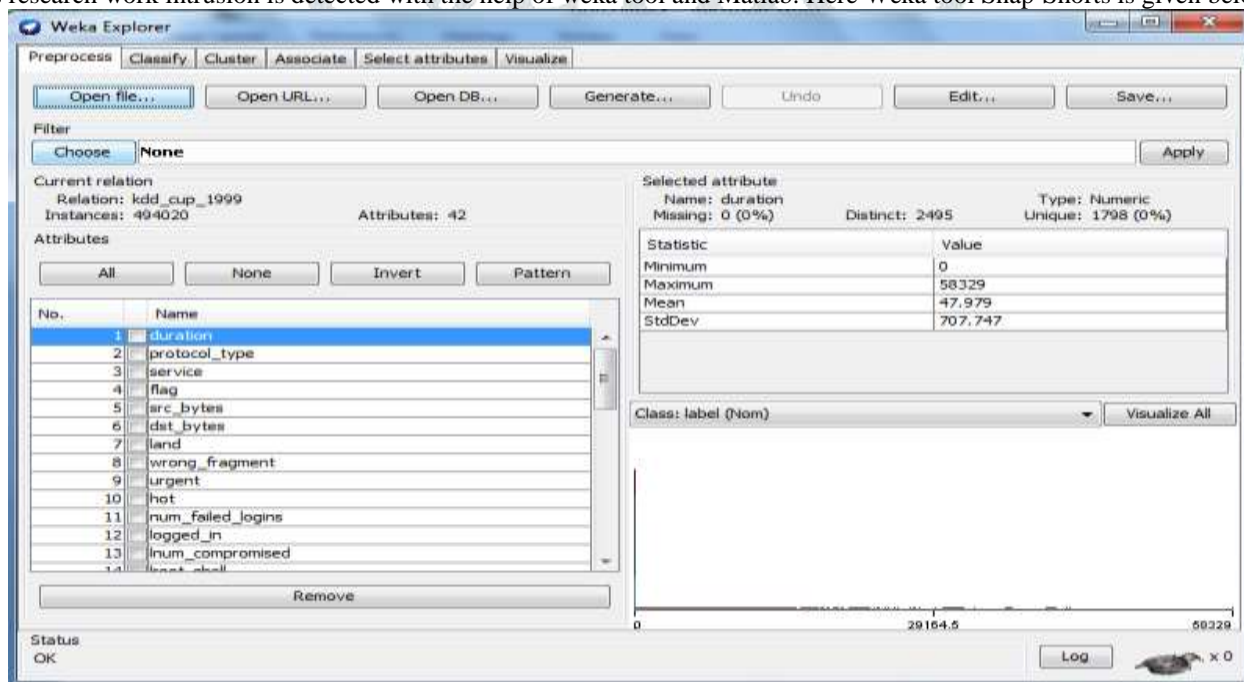 research work intrusion is detected with the help of weka tool and Matlab. Here Weka tool Snap Shorts is given
Weka Explorer
Preprocess Classify Cluster Associate Select attributes Visualize
Open file... Open URL... Open DB... Generate... Undo Edit... Save...
Filter
Choose None Apply
Current relation
Relation: kdd_cup_1999
Instances: 494020 Attributes: 42
Attributes
All None Invert Pattern
No. Name
1 duration
2 protocol_type
3 service
4 flag
5 src_bytes
6 dst_bytes
7 land
8 wrong_fragment
9 urgent
10 hot
11 num_failed_logins
12 logged_in
13 lnum_compromised
14
Remove
Selected attribute
Name: duration Type: Numeric
Missing: 0 (0%) Distinct: 2495 Unique: 1798 (0%)
Statistic Value
Minimum 0
Maximum 58329
Mean 47.979
StdDev 707.747
Class: label (Nom) Visualize All
0 29164.5 58329
Status
OK
Log x 0